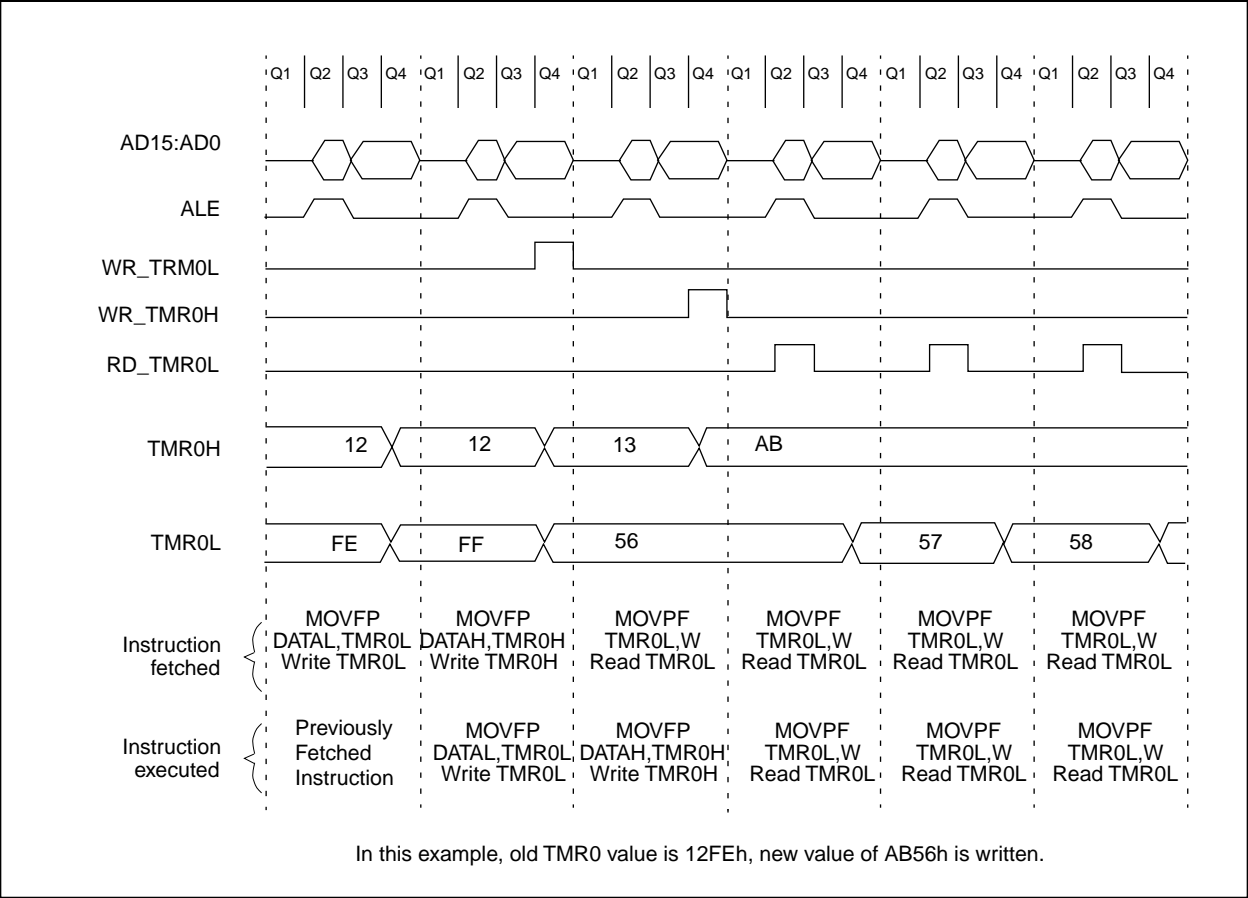 Q1 Q2 Q3 Q4 Q1 Q2 Q3 Q4 Q1 Q2 Q3 Q4 Q1 Q2 Q3 Q4 Q1 Q2 Q3 Q4 Q1 Q2 Q3 Q4
AD15:AD0
ALE
WR_TRM0L
WR_TMR0H
RD_TMR0L
TMR0H 12 12 13 AB
TMR0L FE FF 56 57 58
Instruction
fetched
MOVFP
DATAL,TMR0L
Write TMR0L
MOVFP
DATAH,TMR0H
Write TMR0H
MOVPF
TMR0L,W
Read TMR0L
MOVPF
TMR0L,W
Read TMR0L
MOVPF
TMR0L,W
Read TMR0L
MOVPF
TMR0L,W
Read TMR0L
Instruction
executed
Previously
Fetched
Instruction
MOVFP
DATAL,TMR0L
Write TMR0L
MOVFP
DATAH,TMR0H
Write TMR0H
MOVPF
TMR0L,W
Read TMR0L
MOVPF
TMR0L,W
Read TMR0L
MOVPF
TMR0L,W
Read TMR0L
In this example, old TMR0 value is 12FEh, new value of AB56h is written.